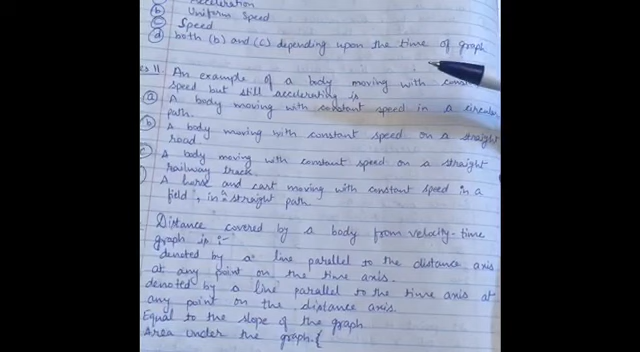 Acceleration
(b) Uniform Speed
(c) Speed
(d) both (b) and (c) depending upon the time of graph
es 11 An example of a body moving with cons
speed but still accelerating is
(a) A body moving with constant speed in a circular
path.
(b) A body moving with constant speed on a straight
road.
(c) A body moving with constant speed on a straight
railway track.
A horse and cart moving with constant speed in a
field, in a straight path
Distance covered by a body from velocity-time
graph is :-
denoted by a line parallel to the distance axis
at any point on the time axis.
denoted by a line parallel to the time axis at
any point on the distance axis.
Equal to the slope of the graph
Area under the graph.